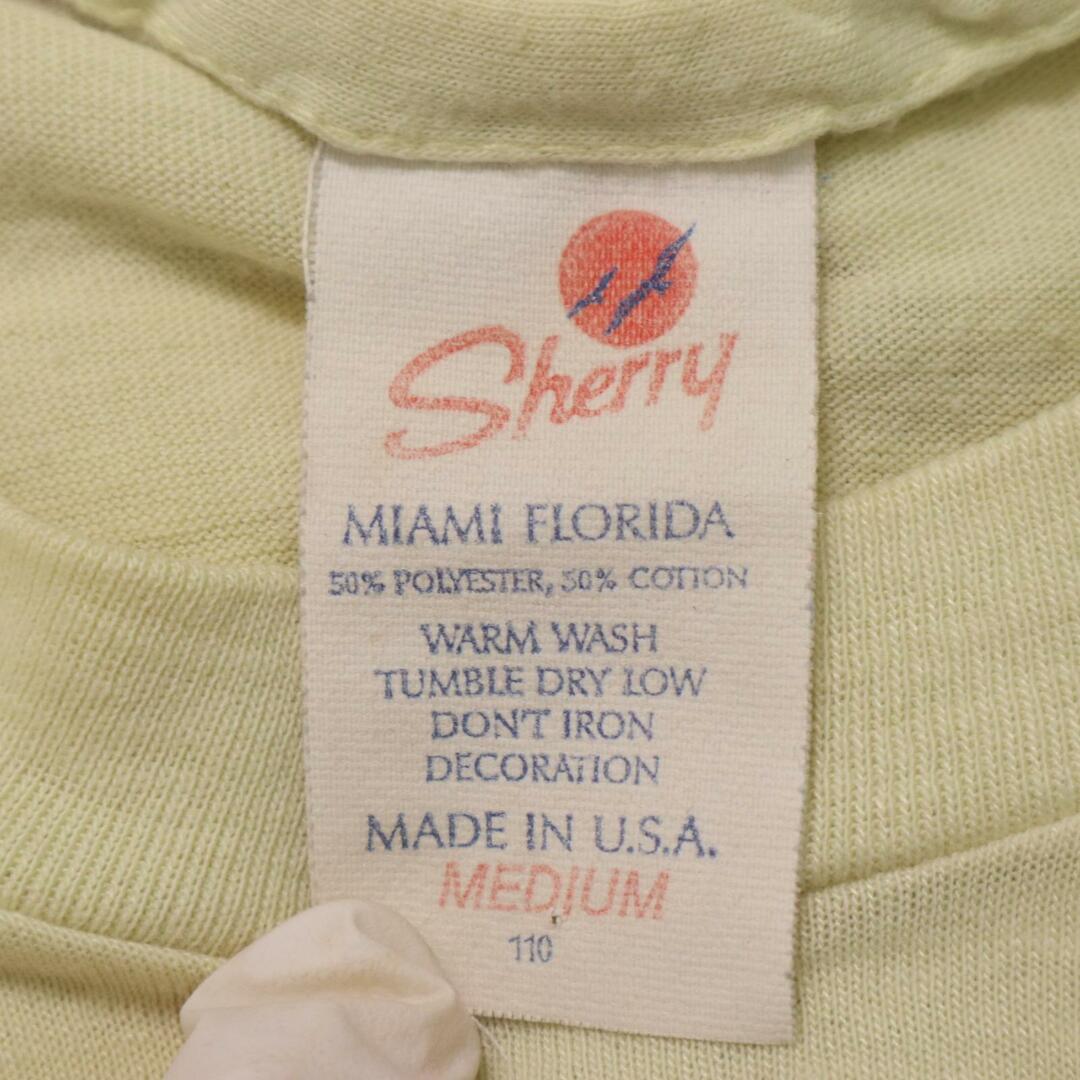 Sherry
MIAMI FLORIDA
50% POLYESTER, 50% COTTON
WARM WASH
TUMBLE DRY LOW
DON'T IRON
DECORATION
MADE IN U.S.A.
MEDIUM
110